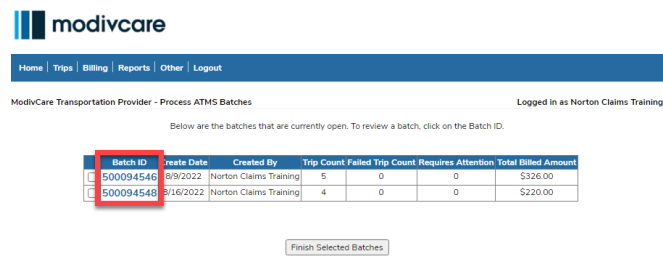 modivcare
Home | Trips | Billing | Reports | Other | Logout
ModivCare Transportation Provider - Process ATMS Batches Logged in as Norton Claims Training
Below are the batches that are currently open. To review a batch, click on the Batch ID.
Batch ID Create Date Created By Trip Count Failed Trip Count Requires Attention Total Billed Amount
500094546 8/9/2022 Norton Claims Training 5 0 0 $326.00
500094548 8/16/2022 Norton Claims Training 4 0 0 $220.00
Finish Selected Batches